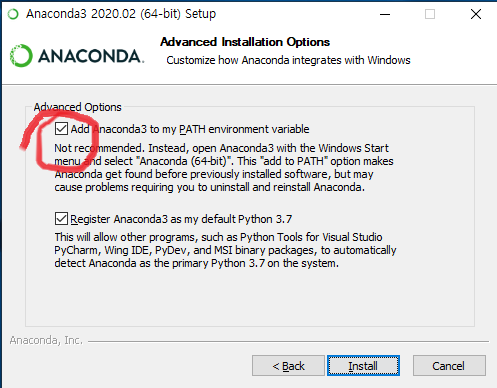 Anaconda3 2020.02 (64-bit) Setup
ANACONDA.
Advanced Installation Options
Customize how Anaconda integrates with Windows
Advanced Options
Add Anaconda3 to my PATH environment variable
Not recommended. Instead, open Anaconda3 with the Windows Start
menu and select "Anaconda (64-bit)". This "add to PATH" option makes
Anaconda get found before previously installed software, but may
cause problems requiring you to uninstall and reinstall Anaconda.
Register Anaconda3 as my default Python 3.7
This will allow other programs, such as Python Tools for Visual Studio
PyCharm, Wing IDE, PyDev, and MSI binary packages, to automatically
detect Anaconda as the primary Python 3.7 on the system.
Anaconda, Inc.
< Back
Install
Cancel